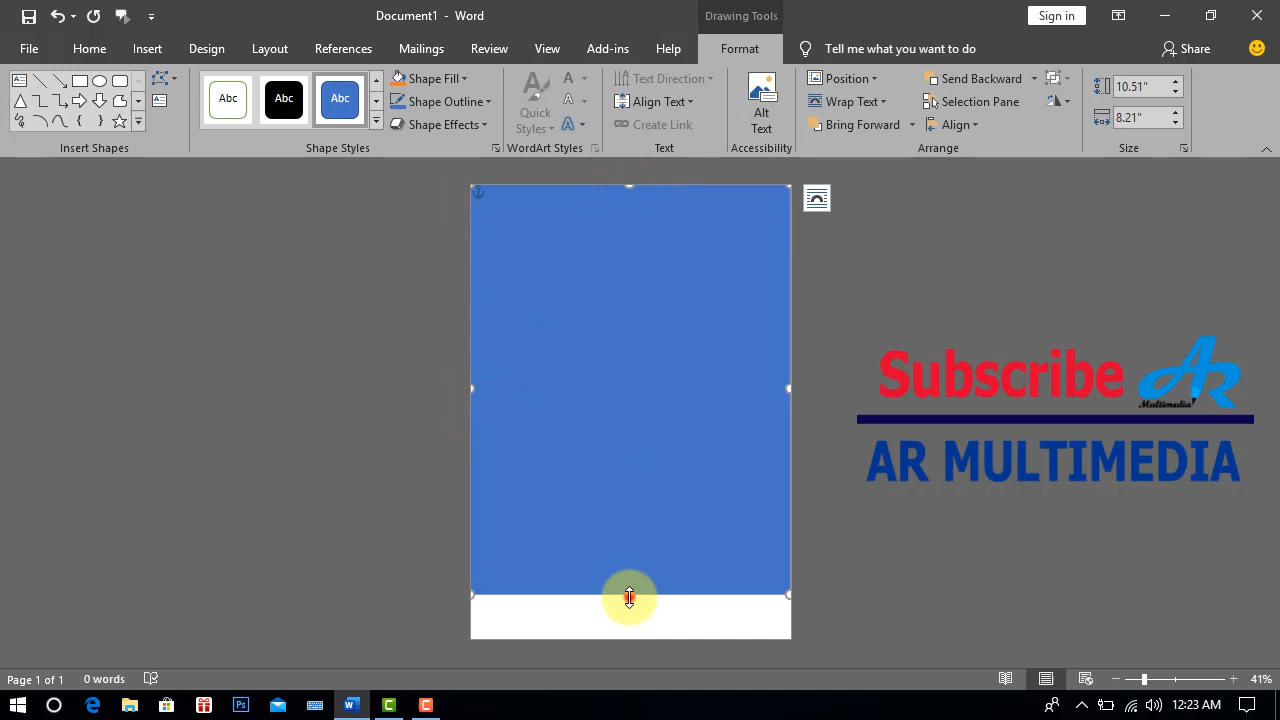 Document1 - Word
Drawing Tools
Sign in
File Home Insert Design Layout References Mailings Review View Add-ins Help Format Tell me what you want to do Share
Abc Abc Abc
Shape Fill
Shape Outline
Shape Effects
Quick Styles
Text Direction
Align Text
Create Link
Alt Text
Position
Wrap Text
Bring Forward
Send Backward
Selection Pane
Align
10.51"
8.21"
Insert Shapes Shape Styles WordArt Styles Text Accessibility Arrange Size
Subscribe AR
Multimedia
AR MULTIMEDIA
Page 1 of 1 0 words 41%
12:23 AM